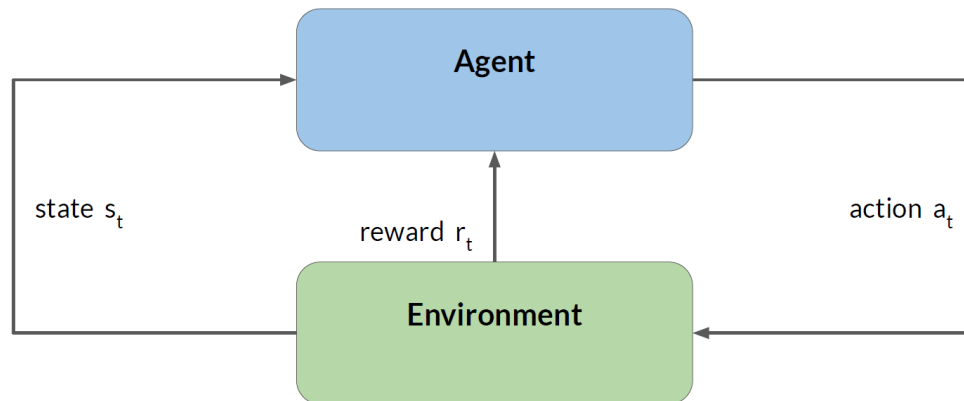 Agent
state sₜ
action aₜ
reward rₜ
Environment